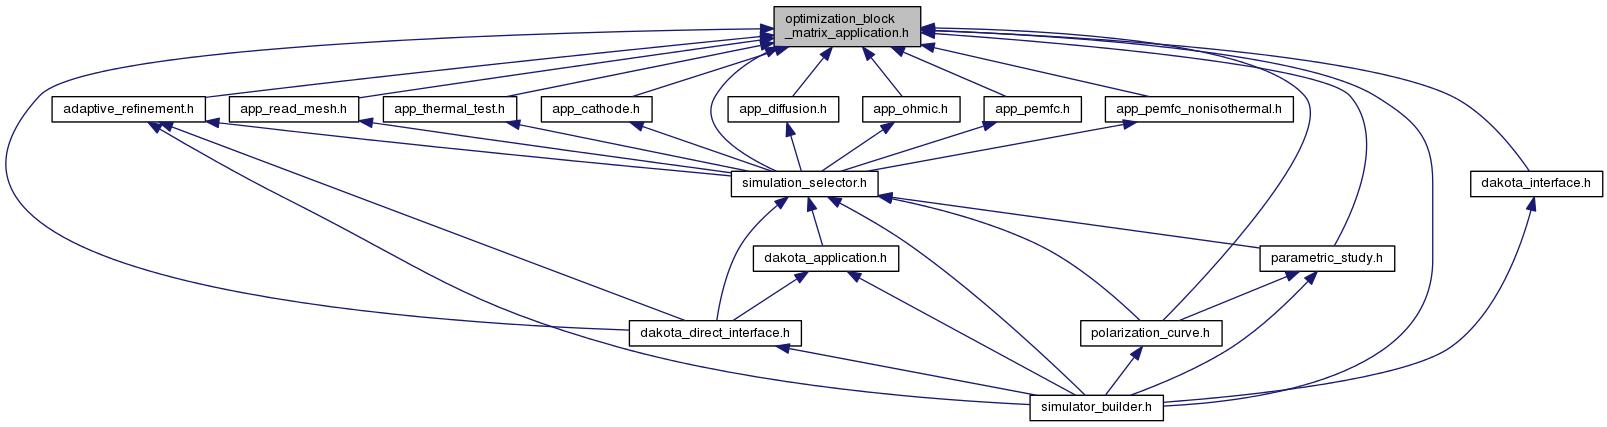 optimization_block
_matrix_application.h
adaptive_refinement.h
app_read_mesh.h
app_thermal_test.h
app_cathode.h
app_diffusion.h
app_ohmic.h
app_pemfc.h
app_pemfc_nonisothermal.h
simulation_selector.h
dakota_interface.h
dakota_application.h
parametric_study.h
dakota_direct_interface.h
polarization_curve.h
simulator_builder.h